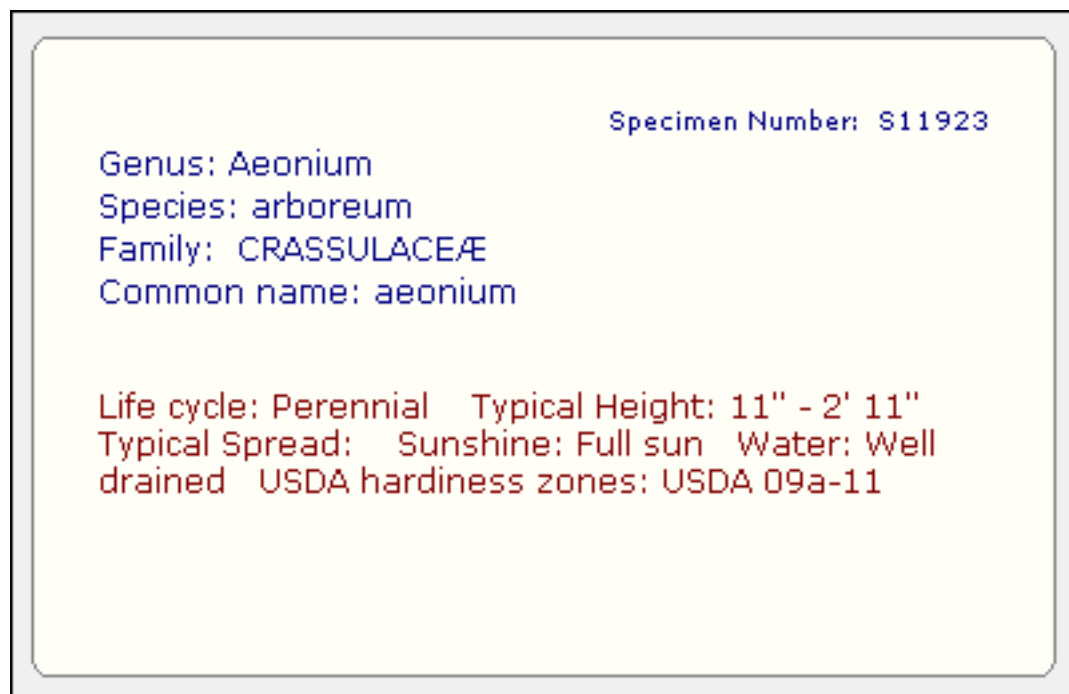 Specimen Number: S11923
Genus: Aeonium
Species: arboreum
Family: CRASSULACEÆ
Common name: aeonium
Life cycle: Perennial Typical Height: 11" - 2' 11"
Typical Spread: Sunshine: Full sun Water: Well
drained USDA hardiness zones: USDA 09a-11